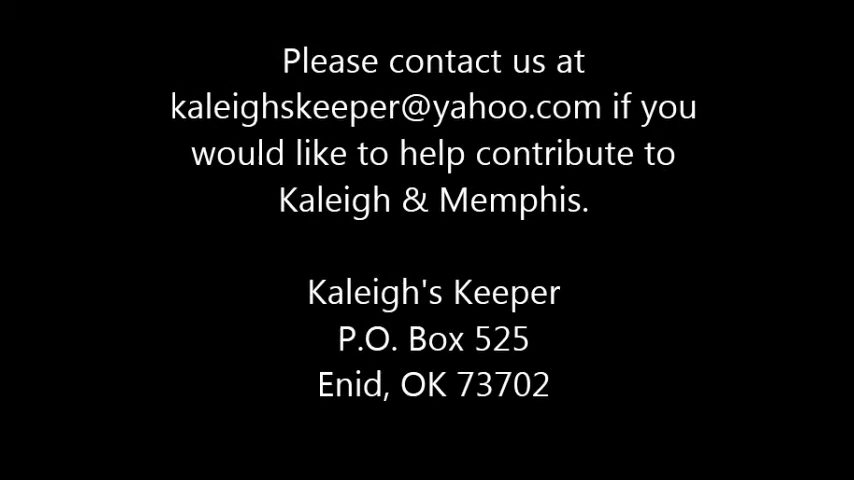 Please contact us at
kaleighskeeper@yahoo.com if you
would like to help contribute to
Kaleigh & Memphis.
Kaleigh's Keeper
P.O. Box 525
Enid, OK 73702